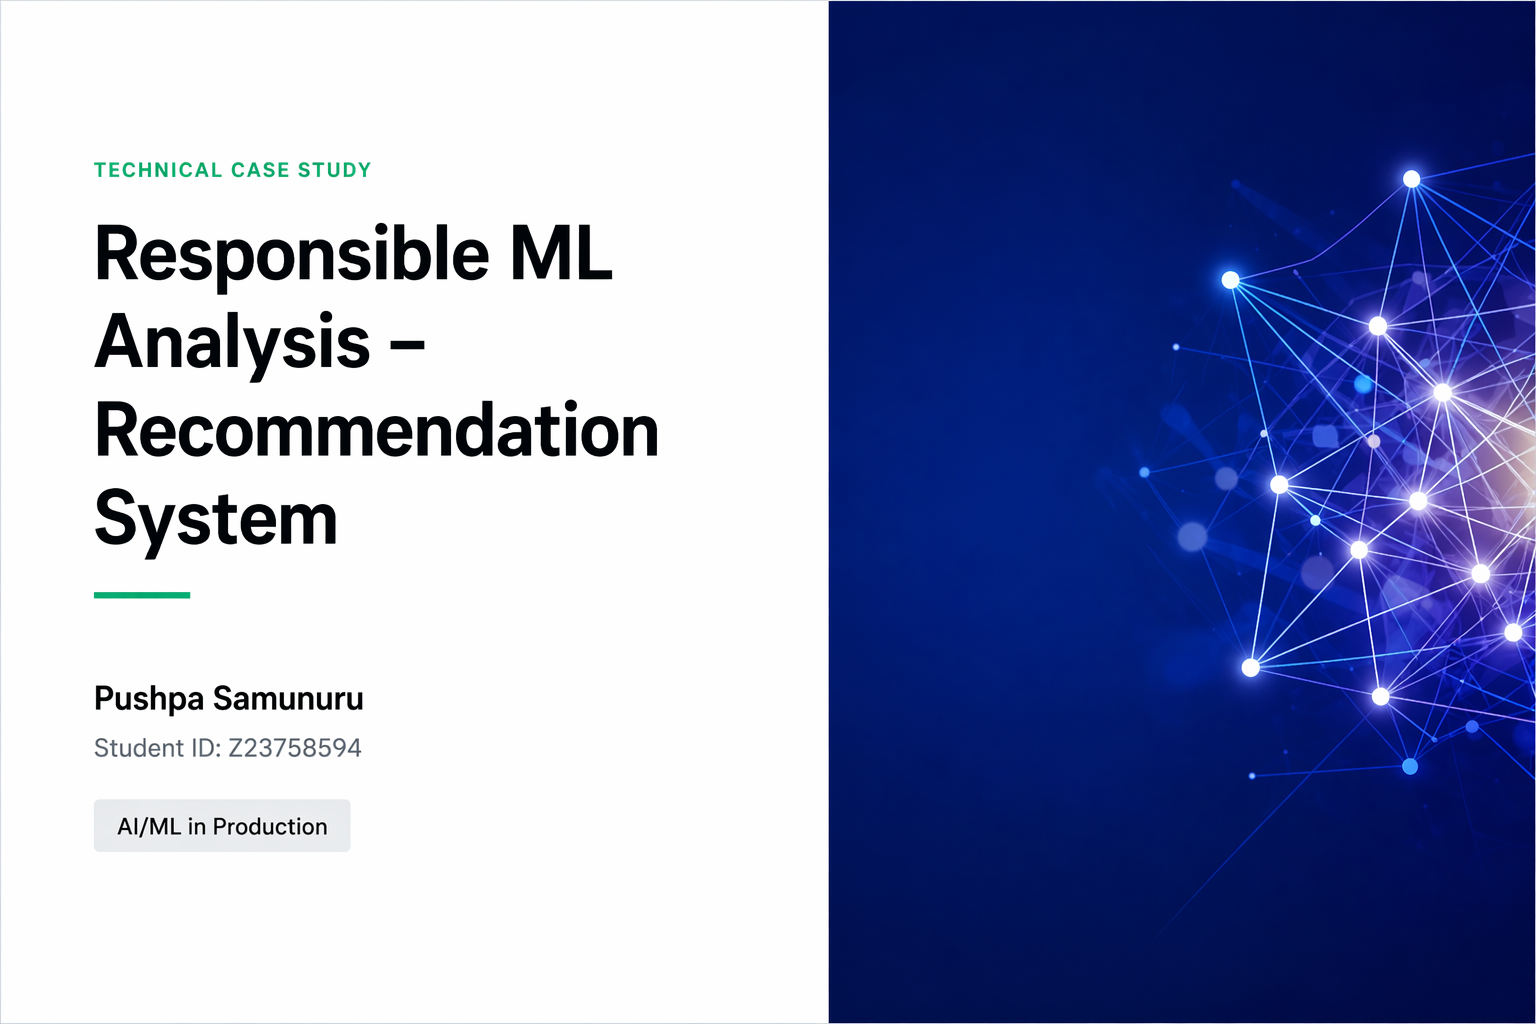 TECHNICAL CASE STUDY
Responsible ML
Analysis –
Recommendation
System
Pushpa Samunuru
Student ID: Z23758594
AI/ML in Production